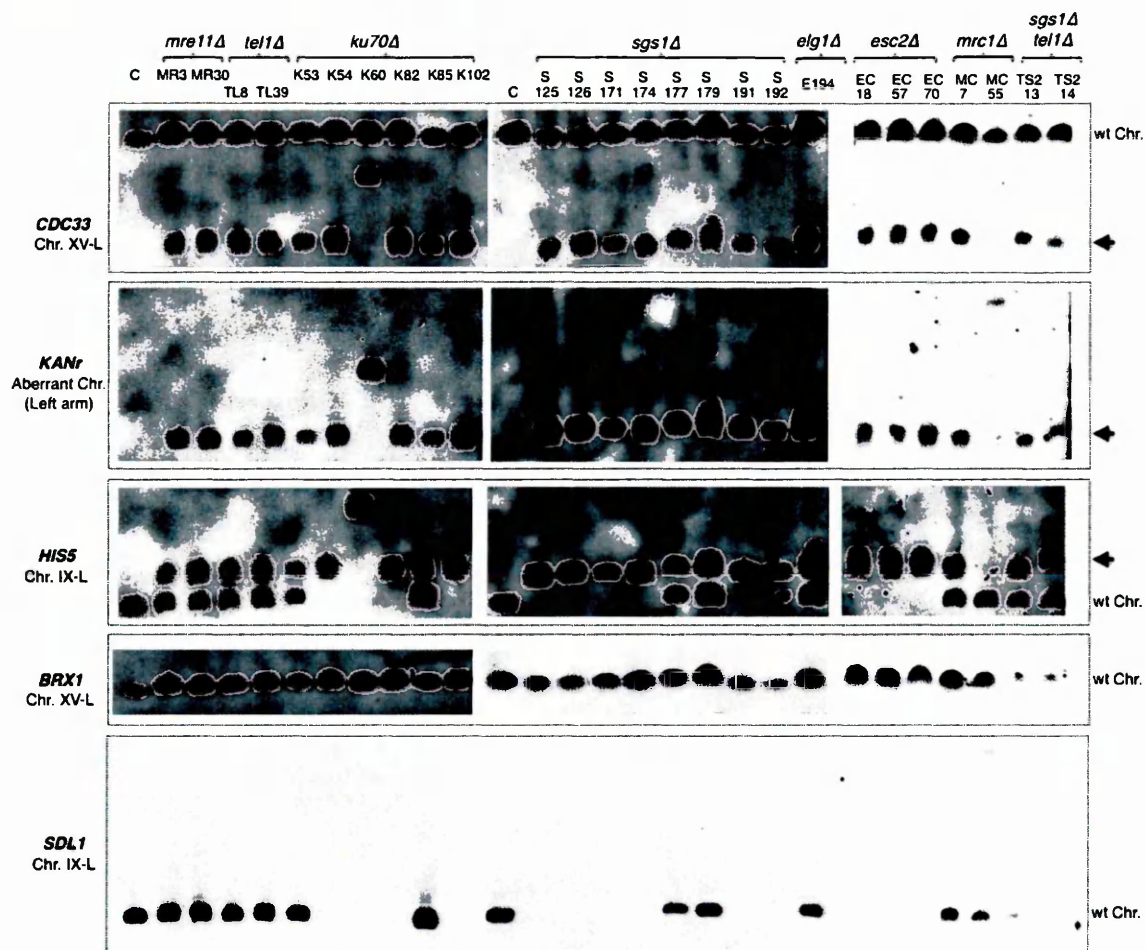 sgs1Δ
mre11Δ tel1Δ ku70Δ sgs1Δ elg1Δ esc2Δ mrc1Δ tel1Δ
C MR3 MR30 K53 K54 K60 K82 K85 K102 S S S S S S S S E194 EC EC EC MC MC TS2 TS2
TL8 TL39 C 125 126 171 174 177 179 191 192 18 57 70 7 55 13 14
wt Chr.
CDC33
Chr. XV-L
KANr
Aberrant Chr.
(Left arm)
HIS5
Chr. IX-L
wt Chr.
BRX1
Chr. XV-L
wt Chr.
SDL1
Chr. IX-L
wt Chr.